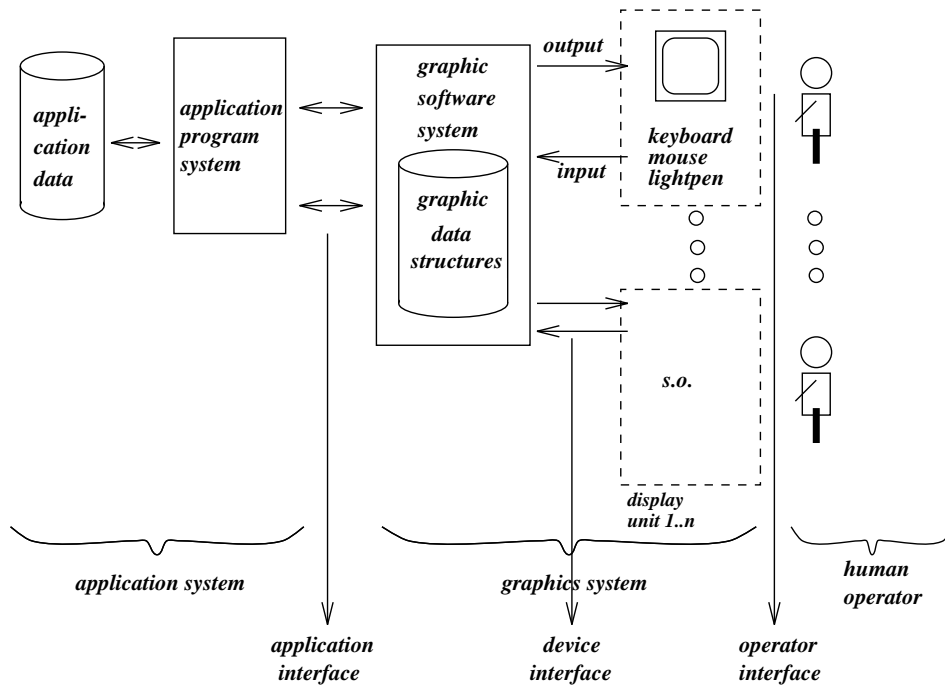 appli-
cation
data
application
program
system
graphic
software
system
graphic
data
structures
output
input
keyboard
mouse
lightpen
s.o.
display
unit 1..n
application system
graphics system
human
operator
application
interface
device
interface
operator
interface